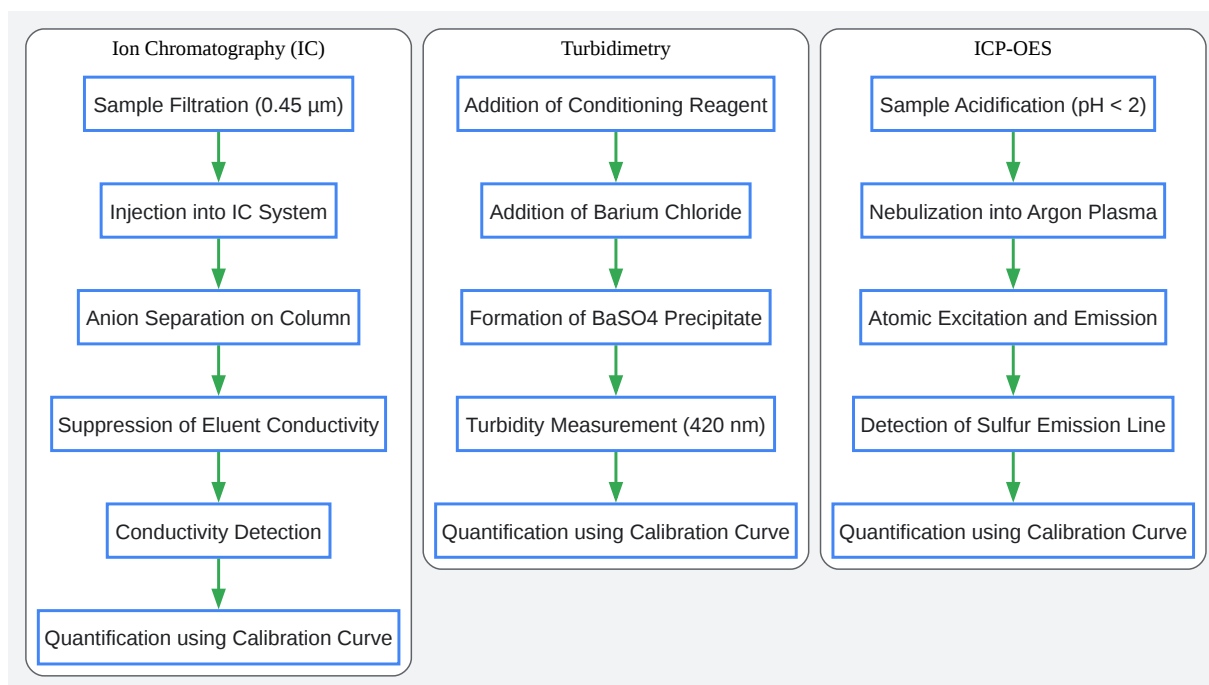 Ion Chromatography (IC)
Sample Filtration (0.45 µm)
Injection into IC System
Anion Separation on Column
Suppression of Eluent Conductivity
Conductivity Detection
Quantification using Calibration Curve
Turbidimetry
Addition of Conditioning Reagent
Addition of Barium Chloride
Formation of BaSO4 Precipitate
Turbidity Measurement (420 nm)
Quantification using Calibration Curve
ICP-OES
Sample Acidification (pH < 2)
Nebulization into Argon Plasma
Atomic Excitation and Emission
Detection of Sulfur Emission Line
Quantification using Calibration Curve